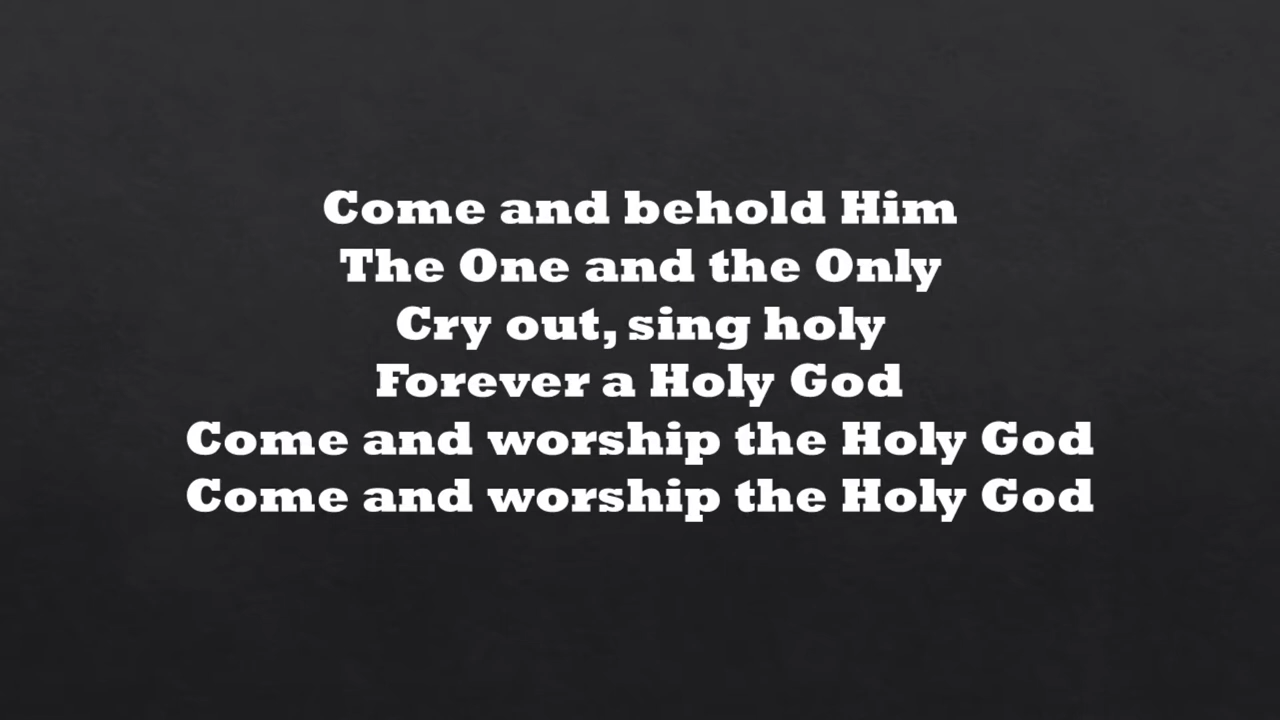 Come and behold Him
The One and the Only
Cry out, sing holy
Forever a Holy God
Come and worship the Holy God
Come and worship the Holy God